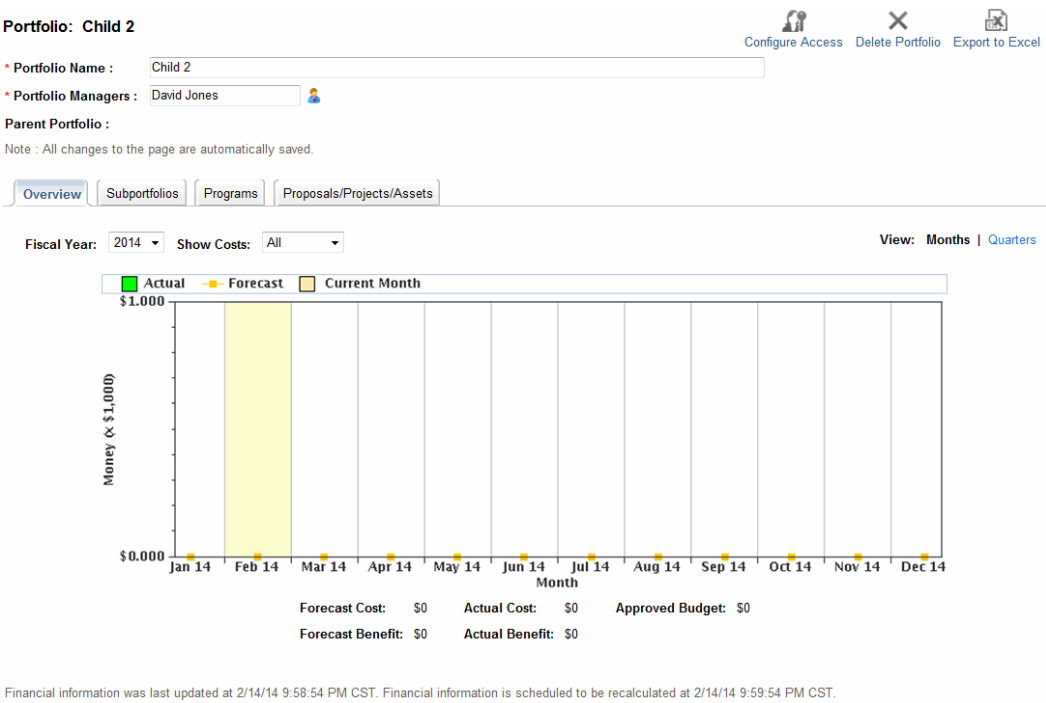 Portfolio: Child 2
Configure Access Delete Portfolio Export to Excel
* Portfolio Name : Child 2
* Portfolio Managers : David Jones
Parent Portfolio :
Note : All changes to the page are automatically saved.
Overview Subportfolios Programs Proposals/Projects/Assets
Fiscal Year: 2014 Show Costs: All View: Months | Quarters
Actual Forecast Current Month
$1.000
Money (x $1,000)
$0.000
Jan 14 Feb 14 Mar 14 Apr 14 May 14 Jun 14 Jul 14 Aug 14 Sep 14 Oct 14 Nov 14 Dec 14
Month
Forecast Cost: $0 Actual Cost: $0 Approved Budget: $0
Forecast Benefit: $0 Actual Benefit: $0
Financial information was last updated at 2/14/14 9:58:54 PM CST. Financial information is scheduled to be recalculated at 2/14/14 9:59:54 PM CST.